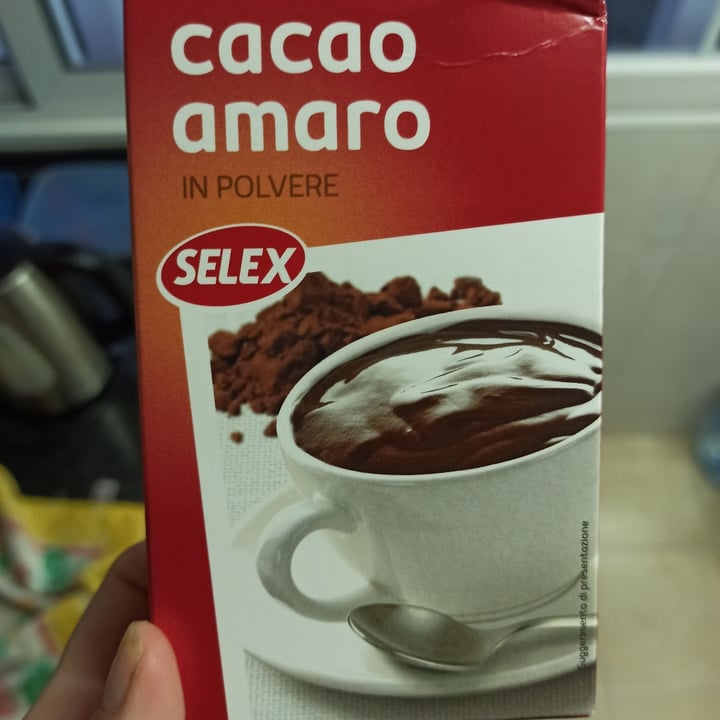 cacao
amaro
IN POLVERE
SELEX
Suggerimento di presentazione